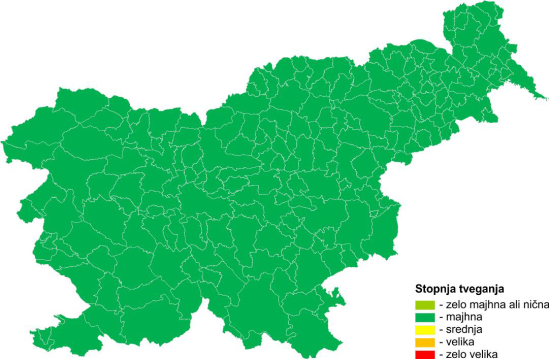 Stopnja tveganja
- zelo majhna ali nična
- majhna
- srednja
- velika
- zelo velika